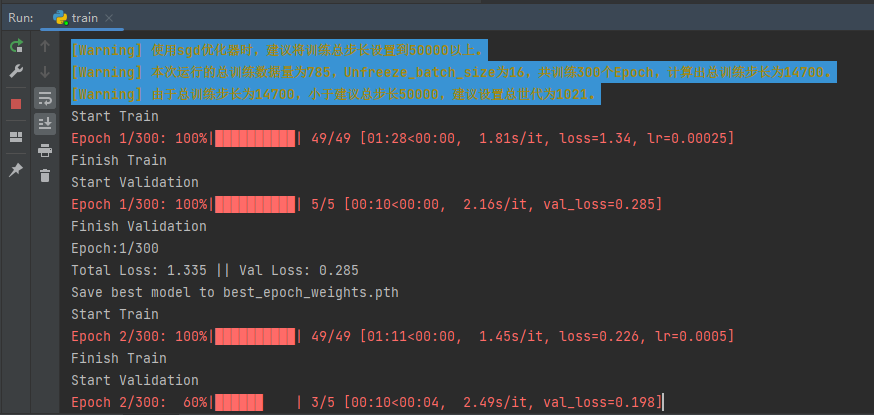 Run: train
[Warning] 使用sgd优化器时，建议将训练总步长设置到50000以上。
[Warning] 本次运行的总训练数据量为785，Unfreeze_batch_size为16，共训练300个Epoch，计算出总训练步长为14700。
[Warning] 由于总训练步长为14700，小于建议总步长50000，建议设置总世代为1021。
Start Train
Epoch 1/300: 100%|██████████| 49/49 [01:28<00:00,  1.81s/it, loss=1.34, lr=0.00025]
Finish Train
Start Validation
Epoch 1/300: 100%|██████████| 5/5 [00:10<00:00,  2.16s/it, val_loss=0.285]
Finish Validation
Epoch:1/300
Total Loss: 1.335 || Val Loss: 0.285
Save best model to best_epoch_weights.pth
Start Train
Epoch 2/300: 100%|██████████| 49/49 [01:11<00:00,  1.45s/it, loss=0.226, lr=0.0005]
Finish Train
Start Validation
Epoch 2/300:  60%|██████    | 3/5 [00:10<00:04,  2.49s/it, val_loss=0.198]